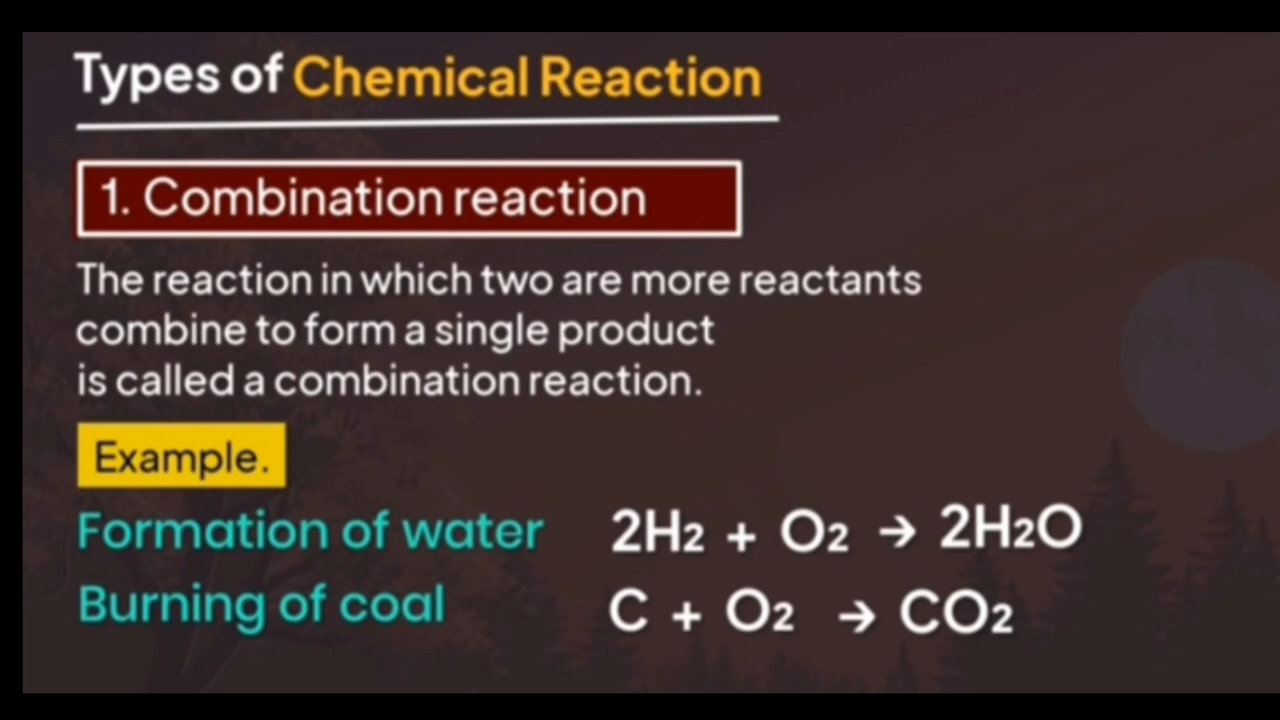 Types of Chemical Reaction
1. Combination reaction
The reaction in which two are more reactants
combine to form a single product
is called a combination reaction.
Example.
Formation of water 2H₂ + O₂ → 2H₂O
Burning of coal C + O₂ → CO₂